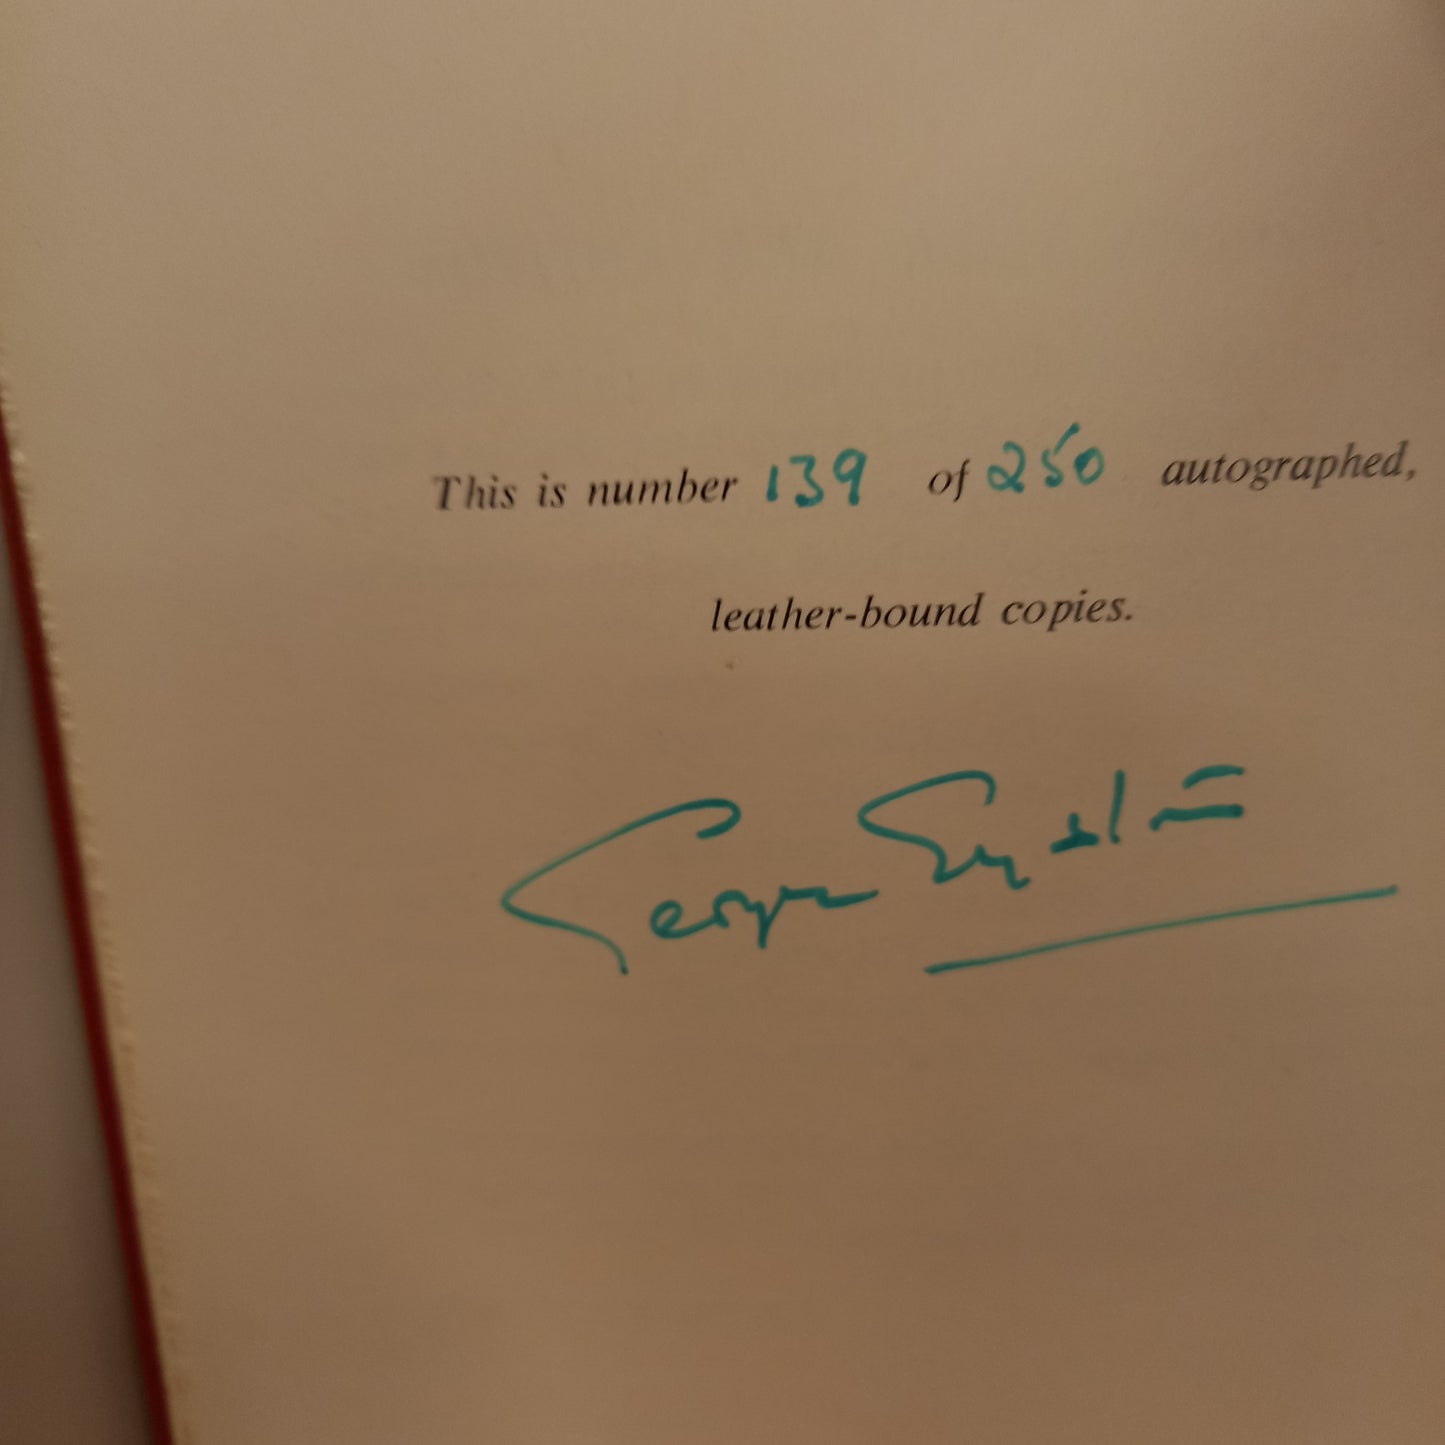 This is number 139 of 250 autographed,
leather-bound copies.